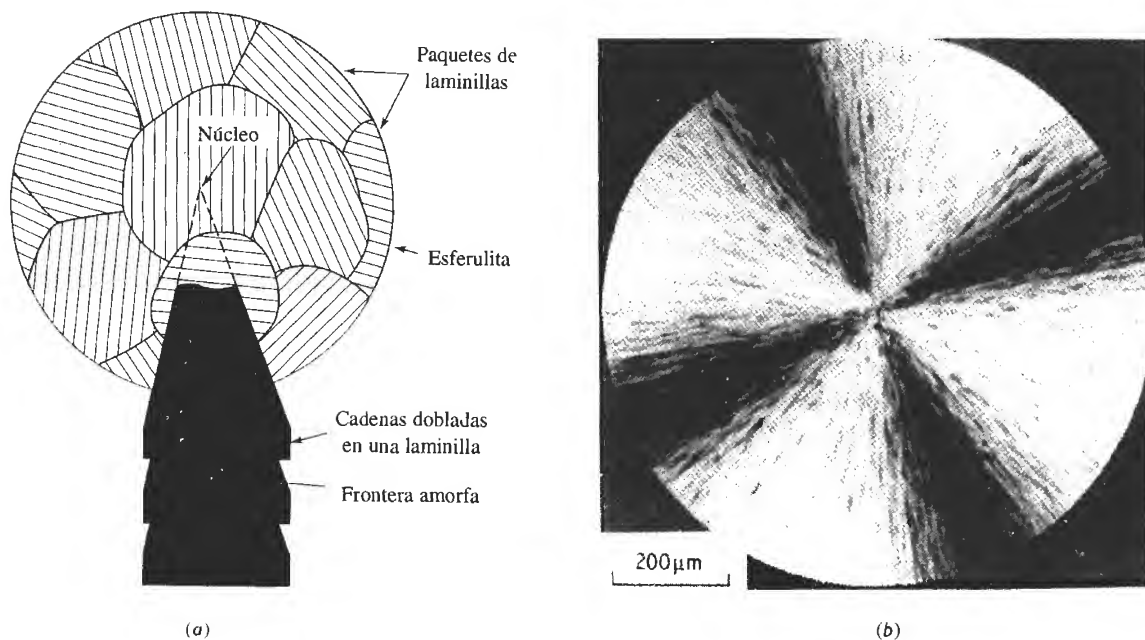 Paquetes de
laminillas
Núcleo
Esferulita
Cadenas dobladas
en una laminilla
Frontera amorfa
(a)
200μm
(b)